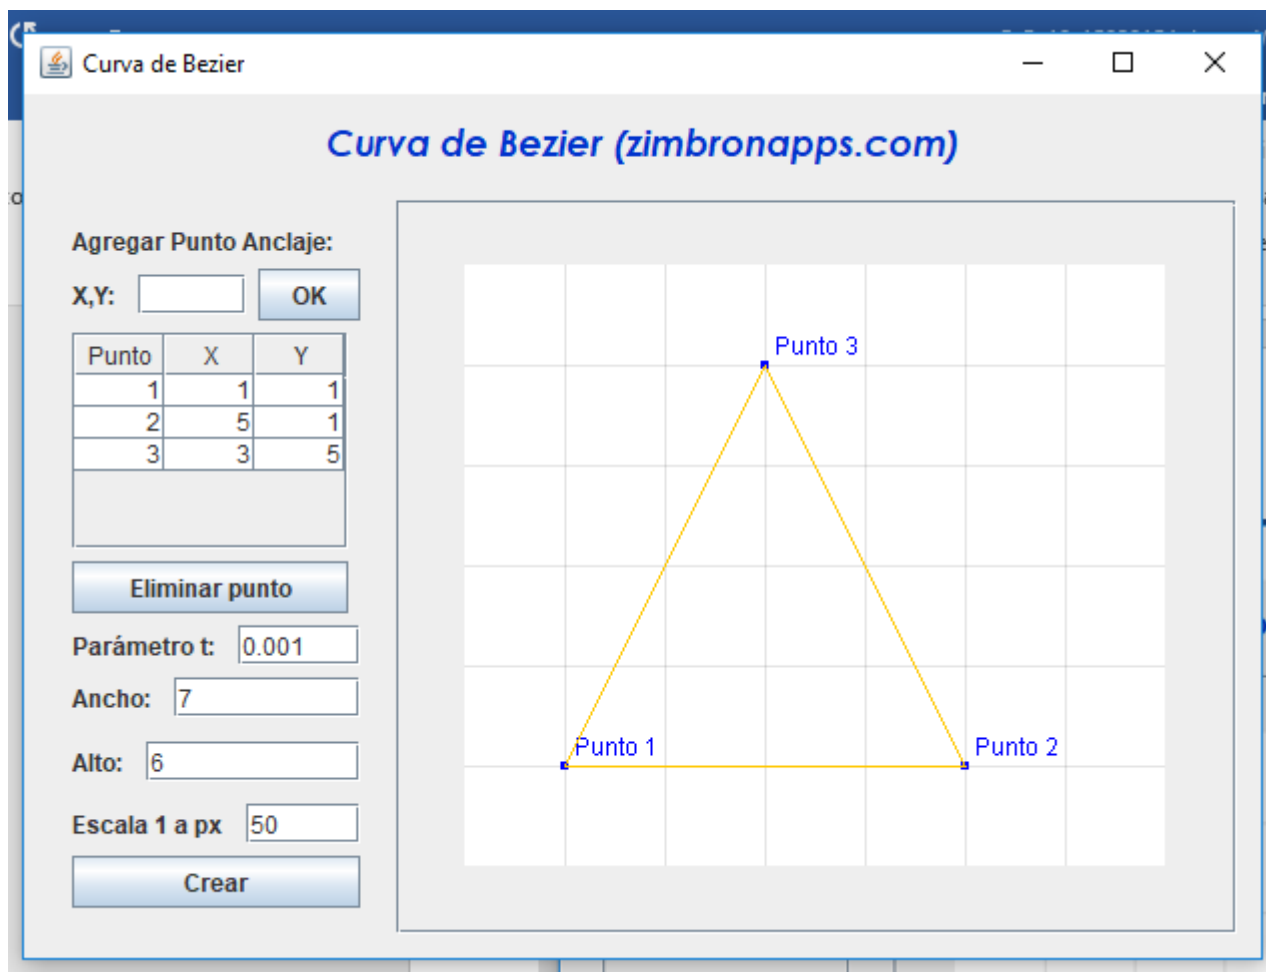 Curva de Bezier
Curva de Bezier (zimbronapps.com)
Agregar Punto Anclaje:
X,Y: OK
Punto X Y
1 1 1
2 5 1
3 3 5
Eliminar punto
Parámetro t: 0.001
Ancho: 7
Alto: 6
Escala 1 a px 50
Crear
Punto 3
Punto 1
Punto 2